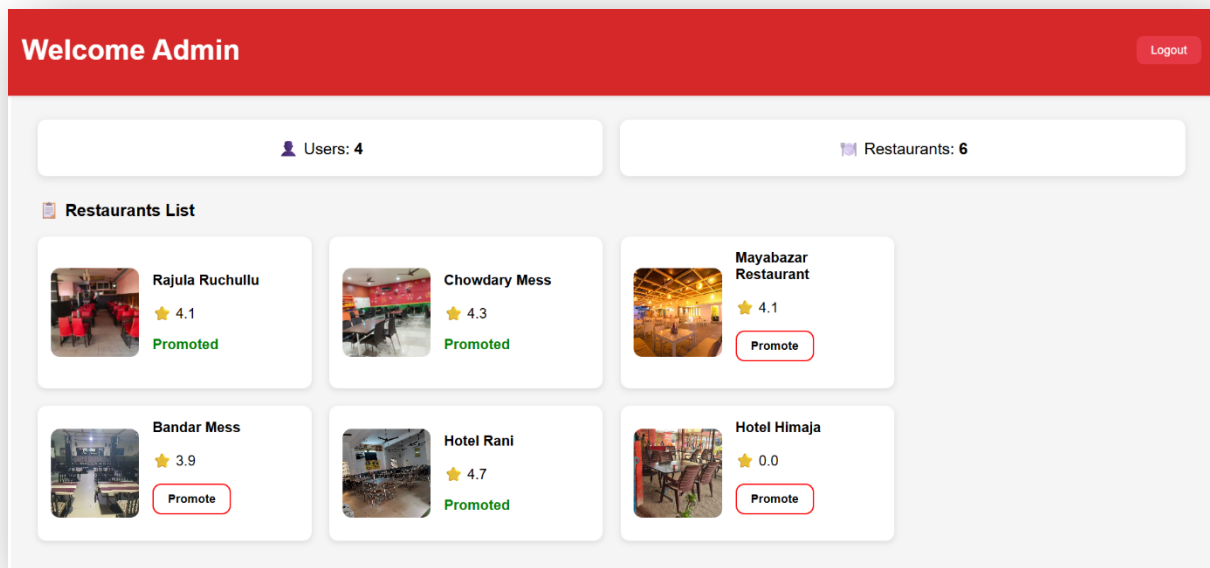 Welcome Admin
Logout
Users: 4
Restaurants: 6
Restaurants List
Rajula Ruchullu
4.1
Promoted
Chowdary Mess
4.3
Promoted
Mayabazar
Restaurant
4.1
Promote
Bandar Mess
3.9
Promote
Hotel Rani
4.7
Promoted
Hotel Himaja
0.0
Promote